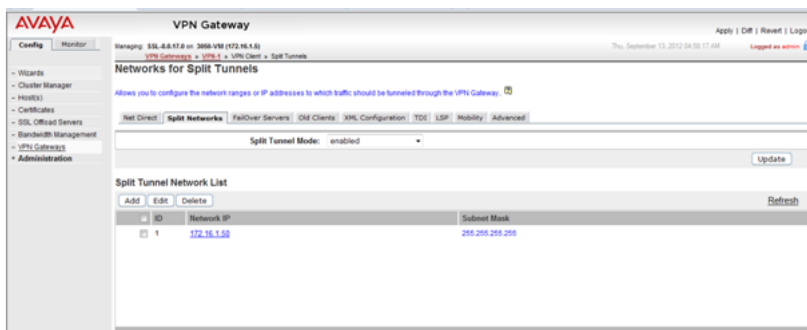 AVAYA
VPN Gateway
Apply | Diff | Revert | Logo
Config Monitor
Managing: SSL-8.0.17.0 on 3050-VM (172.16.1.5)
Thu, September 13, 2012 04:58:17 AM
Logged as admin
VPN Gateways » VPN-1 » VPN Client » Split Tunnels
Networks for Split Tunnels
Allows you to configure the network ranges or IP addresses to which traffic should be tunneled through the VPN Gateway.
Wizards
Cluster Manager
Host(s)
Certificates
SSL Offload Servers
Bandwidth Management
VPN Gateways
Administration
Net Direct Split Networks FailOver Servers Old Clients XML Configuration TDI LSP Mobility Advanced
Split Tunnel Mode: enabled
Update
Split Tunnel Network List
Add Edit Delete Refresh
ID Network IP Subnet Mask
1 172.16.1.50 255.255.255.255